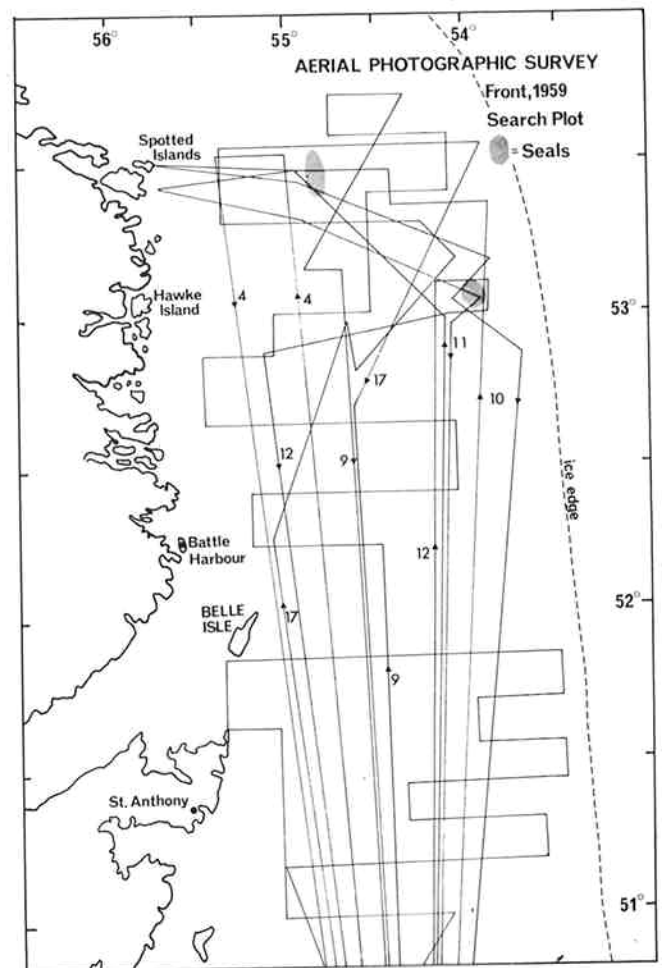 56°
55°
54°
AERIAL PHOTOGRAPHIC SURVEY
Front,1959
Search Plot
= Seals
Spotted
Islands
4
4
Hawke
Island
53°
11
17
10
12
9
ice edge
Battle
Harbour
12
52°
BELLE
ISLE
17
9
St. Anthony
51°